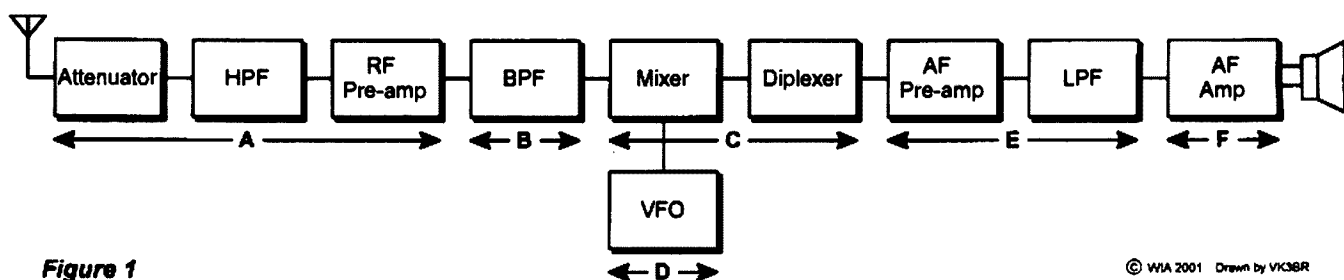 Attenuator
HPF
RF
Pre-amp
BPF
Mixer
Diplexer
AF
Pre-amp
LPF
AF
Amp
A
B
C
E
F
VFO
D
Figure 1
© WIA 2001 Drawn by VK3BR